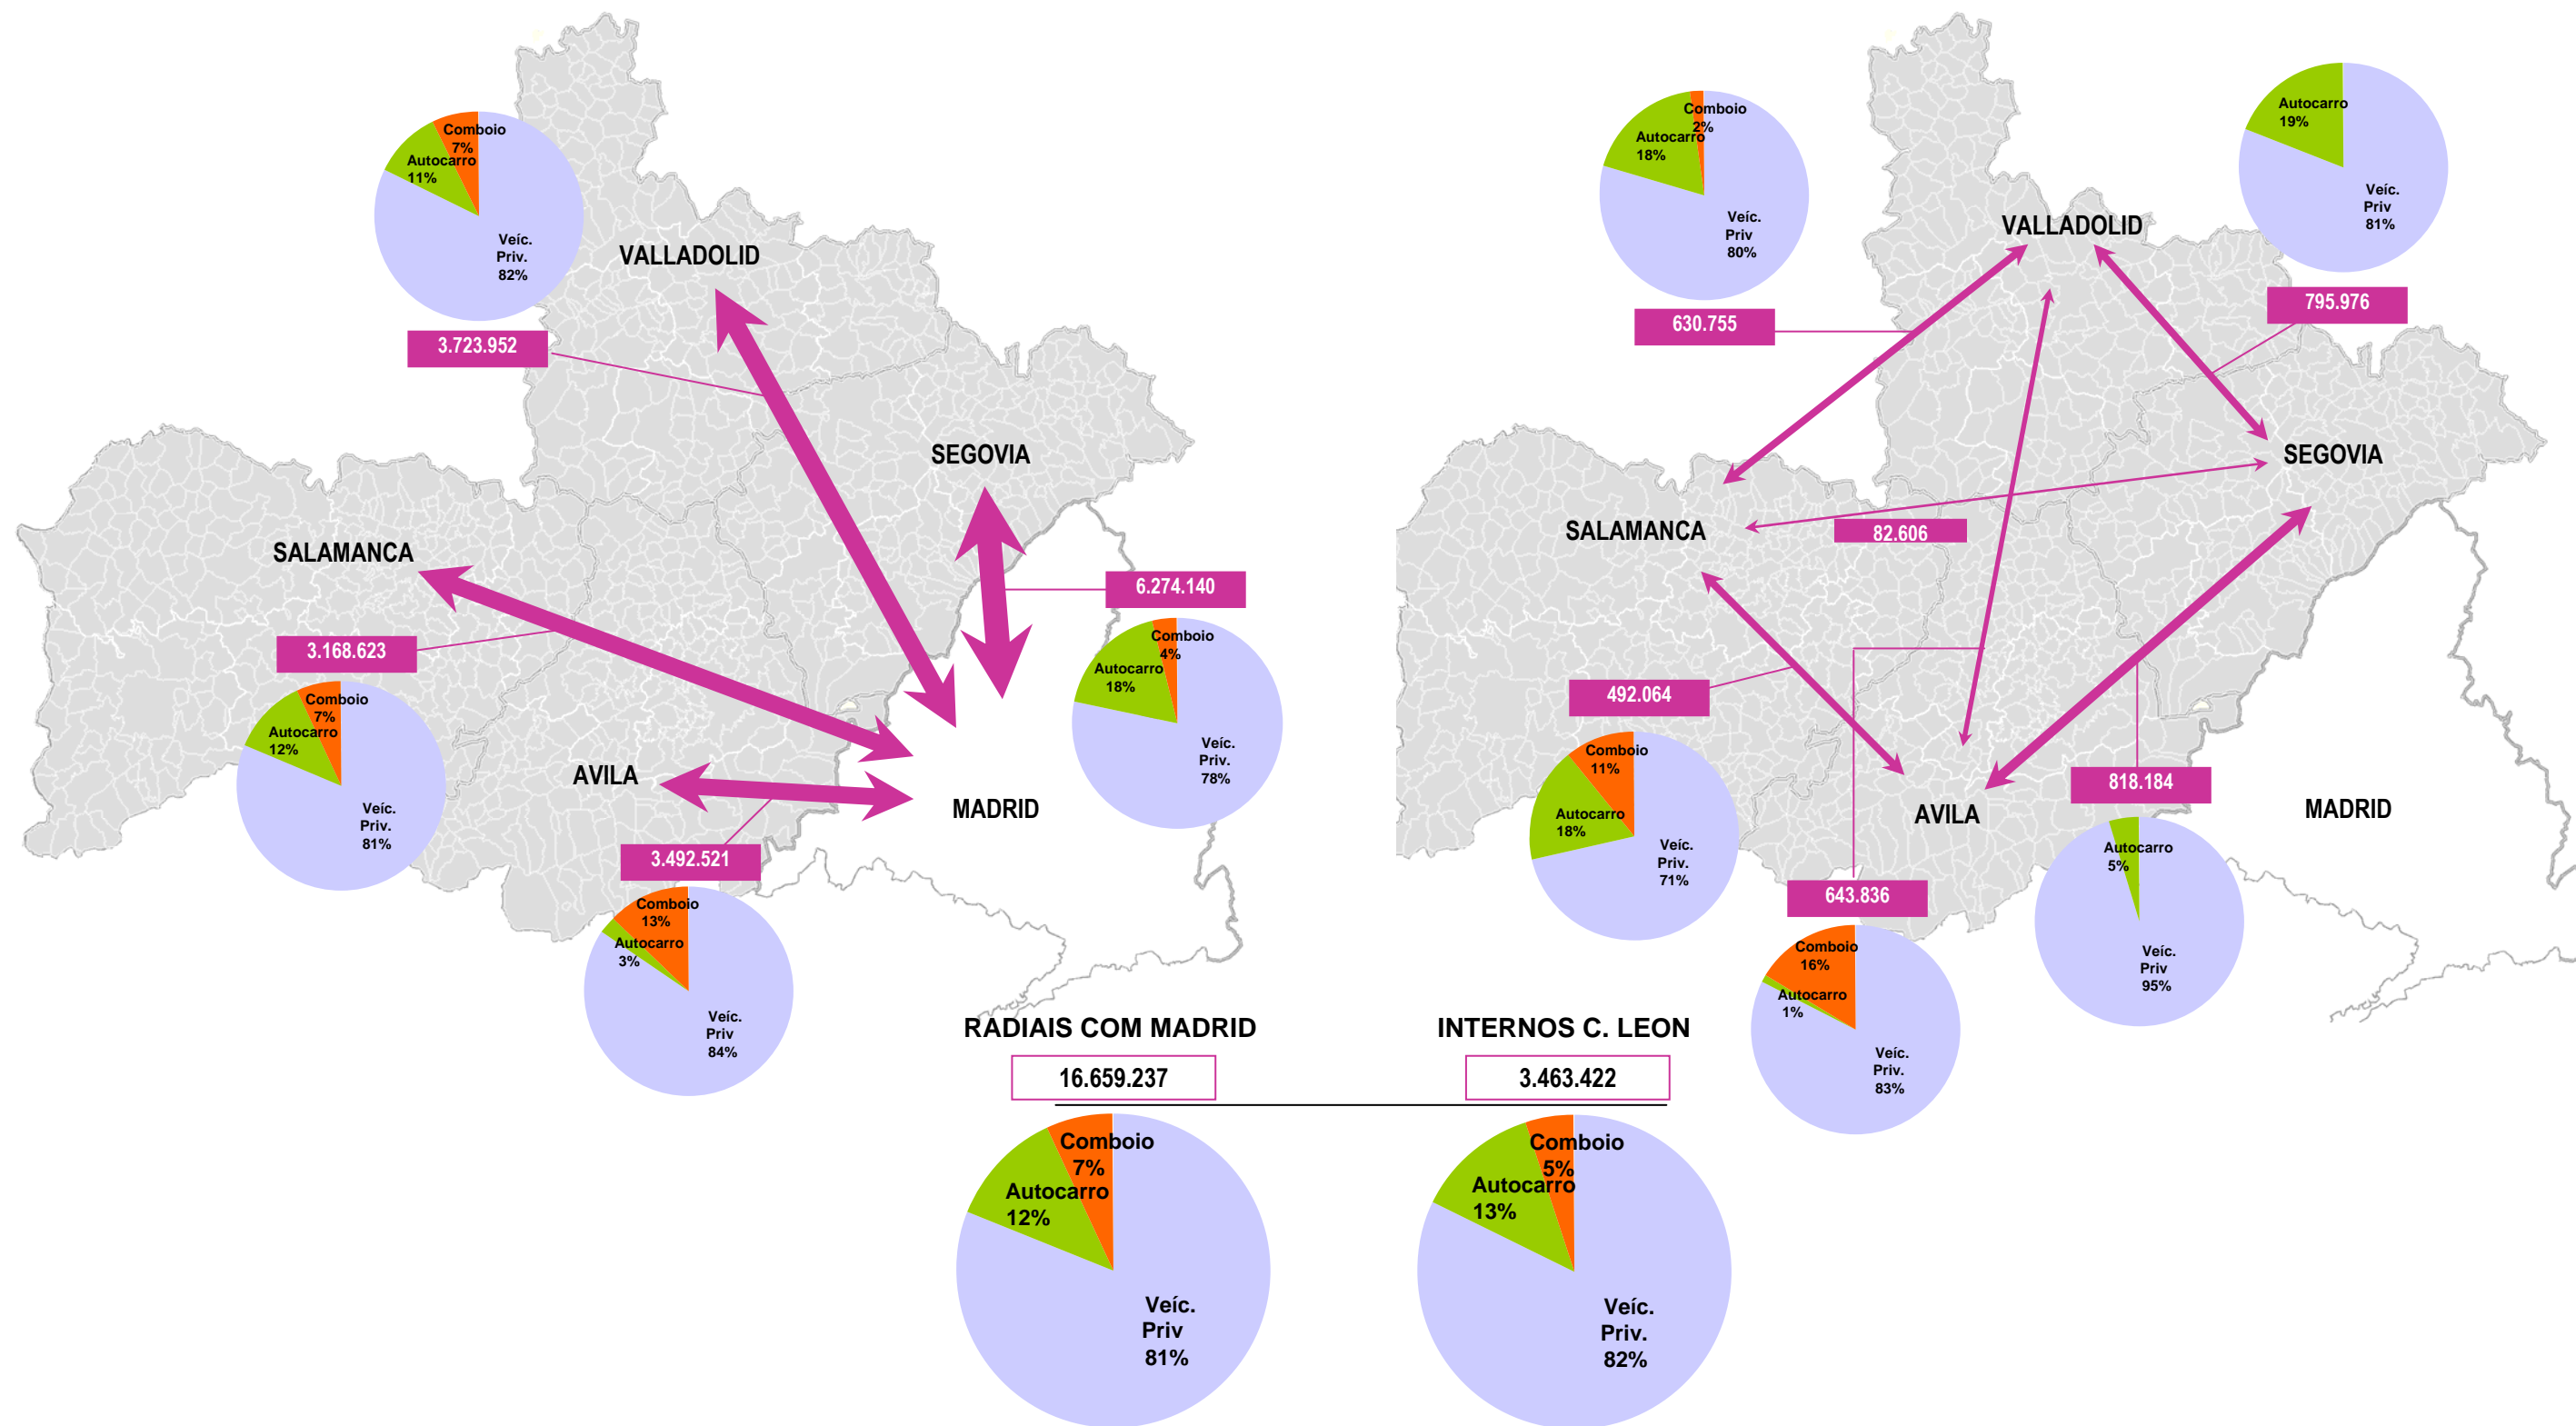 Comboio
7%
Autocarro
11%
Veíc.
Priv.
82%
VALLADOLID
3.723.952
SEGOVIA
SALAMANCA
6.274.140
3.168.623
Comboio
4%
Autocarro
18%
Veíc.
Priv.
78%
Comboio
7%
Autocarro
12%
Veíc.
Priv.
81%
AVILA
MADRID
3.492.521
Comboio
13%
Autocarro
3%
Veíc.
Priv
84%
Comboio
2%
Autocarro
18%
Veíc.
Priv
80%
630.755
VALLADOLID
Autocarro
19%
Veíc.
Priv
81%
795.976
SEGOVIA
SALAMANCA
82.606
492.064
Comboio
11%
Autocarro
18%
Veíc.
Priv.
71%
818.184
AVILA
MADRID
Autocarro
5%
Veíc.
Priv
95%
643.836
Comboio
16%
Autocarro
1%
Veíc.
Priv.
83%
RADIAIS COM MADRID
16.659.237
Comboio
7%
Autocarro
12%
Veíc.
Priv
81%
INTERNOS C. LEON
3.463.422
Comboio
5%
Autocarro
13%
Veíc.
Priv.
82%